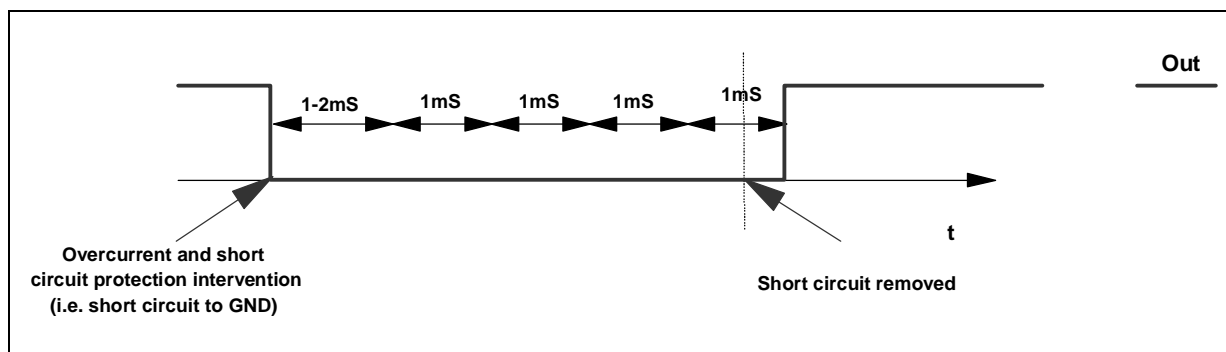 Out
1-2mS
1mS
1mS
1mS
1mS
t
Overcurrent and short
circuit protection intervention
(i.e. short circuit to GND)
Short circuit removed